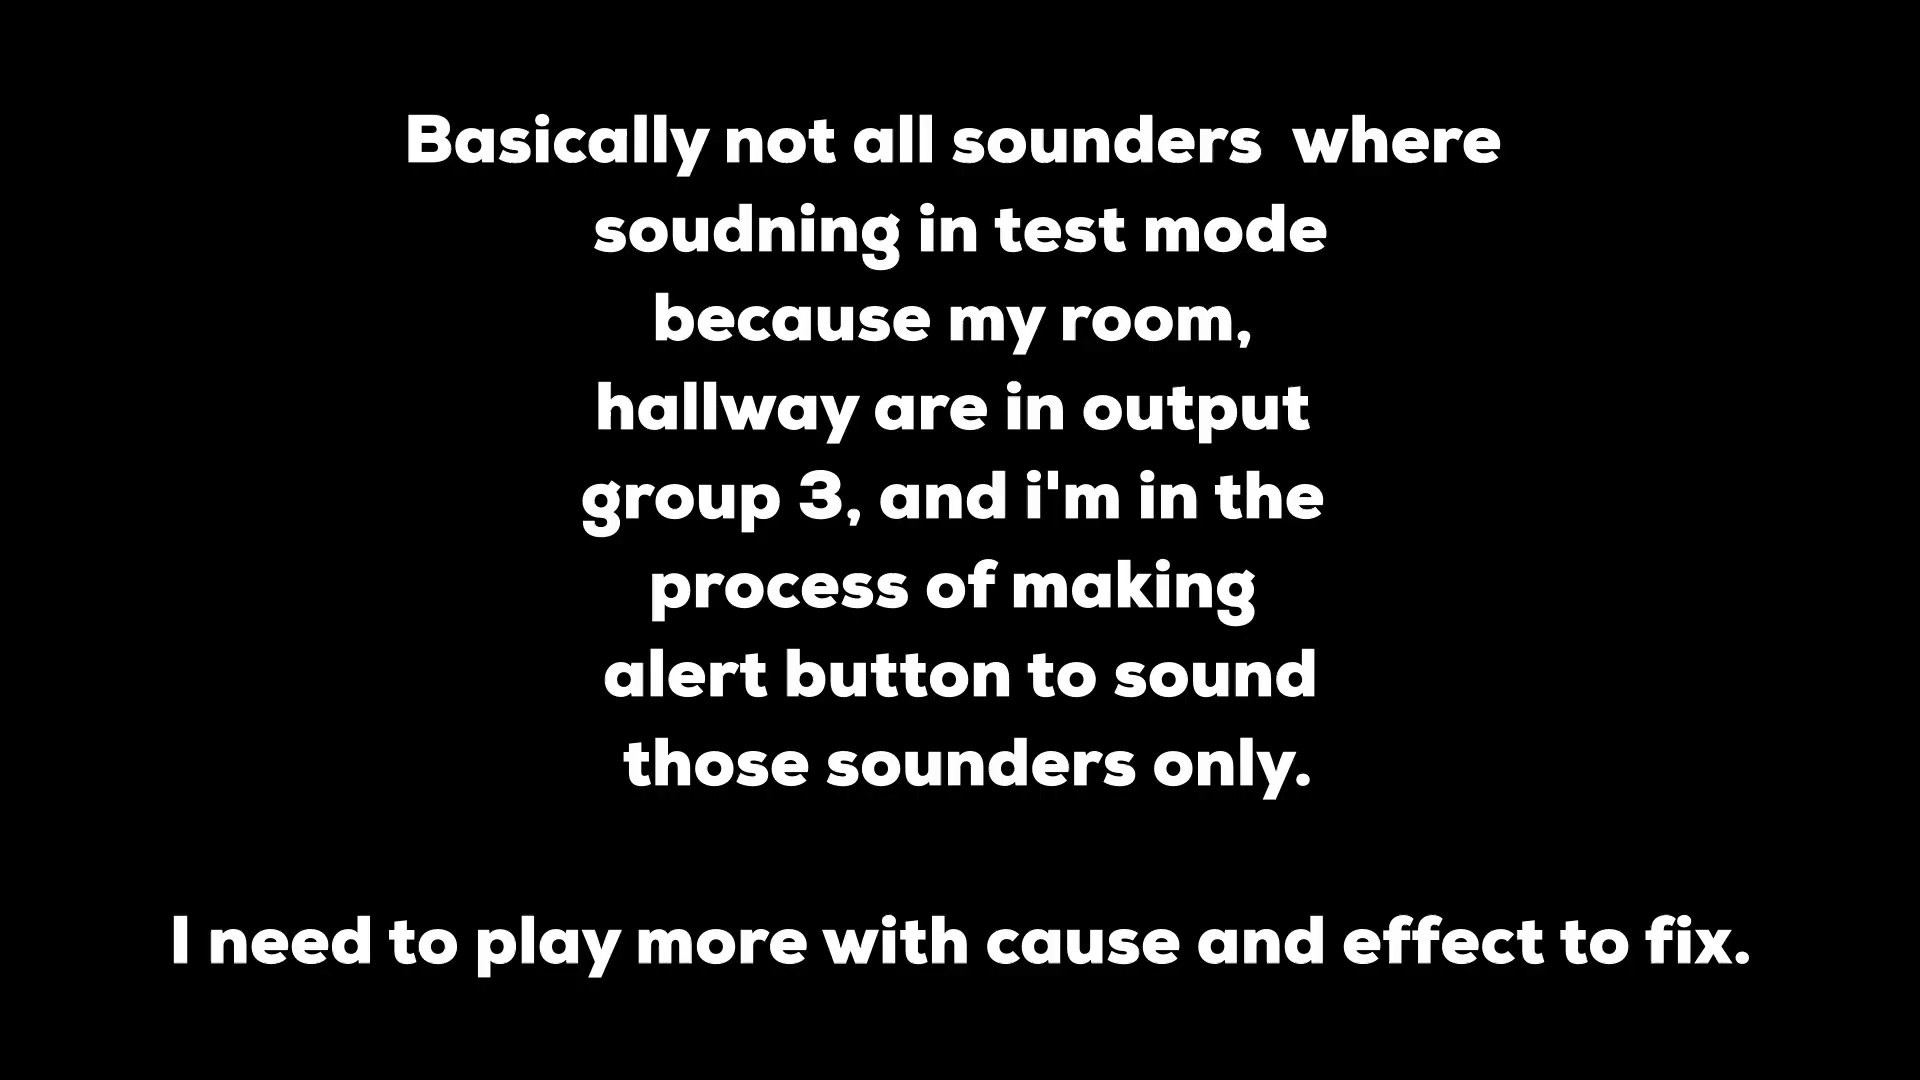 Basically not all sounders  where
soudning in test mode
because my room,
hallway are in output
group 3, and i'm in the
process of making
alert button to sound
those sounders only.
I need to play more with cause and effect to fix.